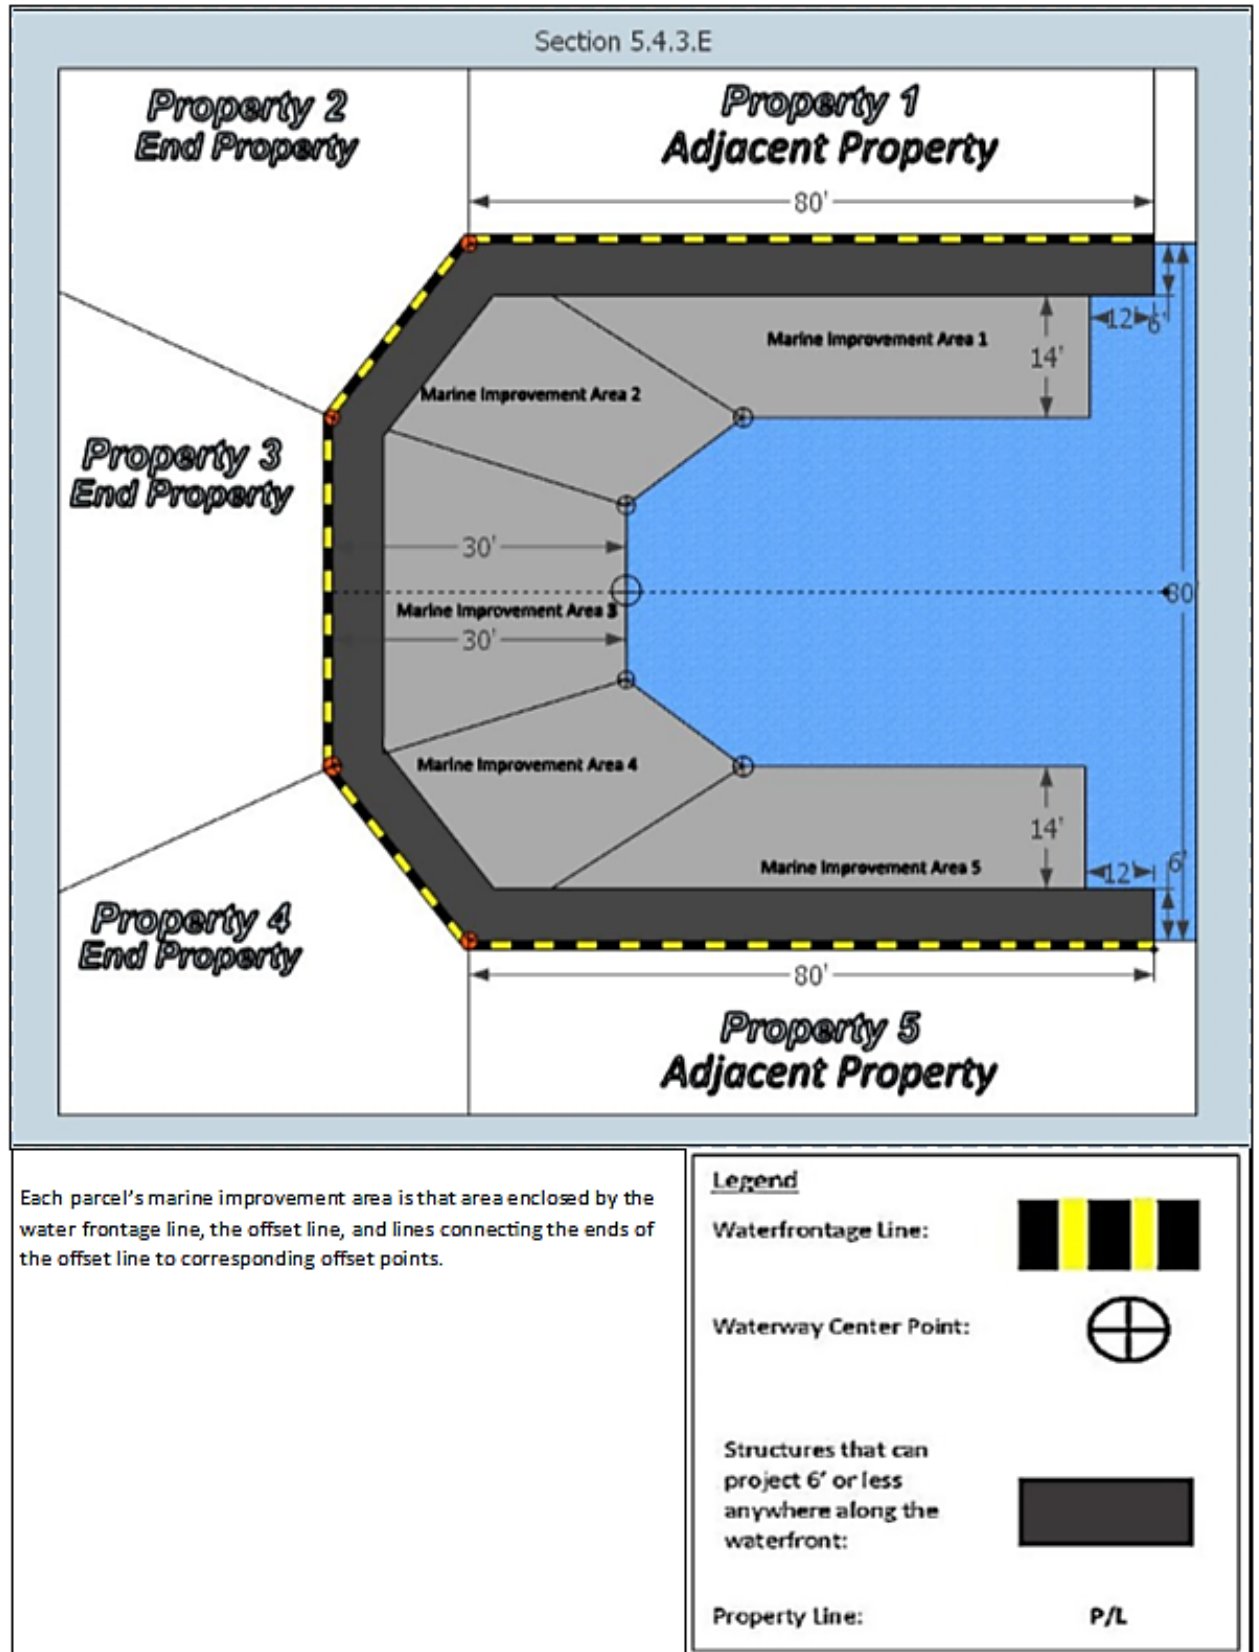 Section 5.4.3.E
Property 2
End Property
Property 1
Adjacent Property
80'
12'
6'
Marine Improvement Area 1
14'
Marine Improvement Area 2
Property 3
End Property
30'
80'
Marine Improvement Area 3
30'
Marine Improvement Area 4
14'
Marine Improvement Area 5
12'
6'
Property 4
End Property
80'
Property 5
Adjacent Property
Each parcel's marine improvement area is that area enclosed by the
water frontage line, the offset line, and lines connecting the ends of
the offset line to corresponding offset points.
Legend
Waterfrontage Line:
Waterway Center Point:
Structures that can
project 6' or less
anywhere along the
waterfront:
Property Line:
P/L